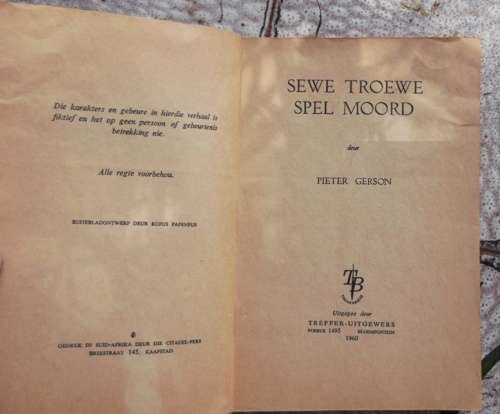 Die karakters en gebeure in hierdie verhaal is
fiktief en het op geen persoon of gebeurtenis
betrekking nie.
Alle regte voorbehou.
BUITEBLADONTWERP DEUR RUFUS PAPENFUS
GEDRUK IN SUID-AFRIKA DEUR DIE CITADEL-PERS
BREESTRAAT 145, KAAPSTAD
SEWE TROEWE
SPEL MOORD
deur
PIETER GERSON
TB
Uitgegee deur
TREFFER-UITGEWERS
POSBUS 1495 BLOEMFONTEIN
1960